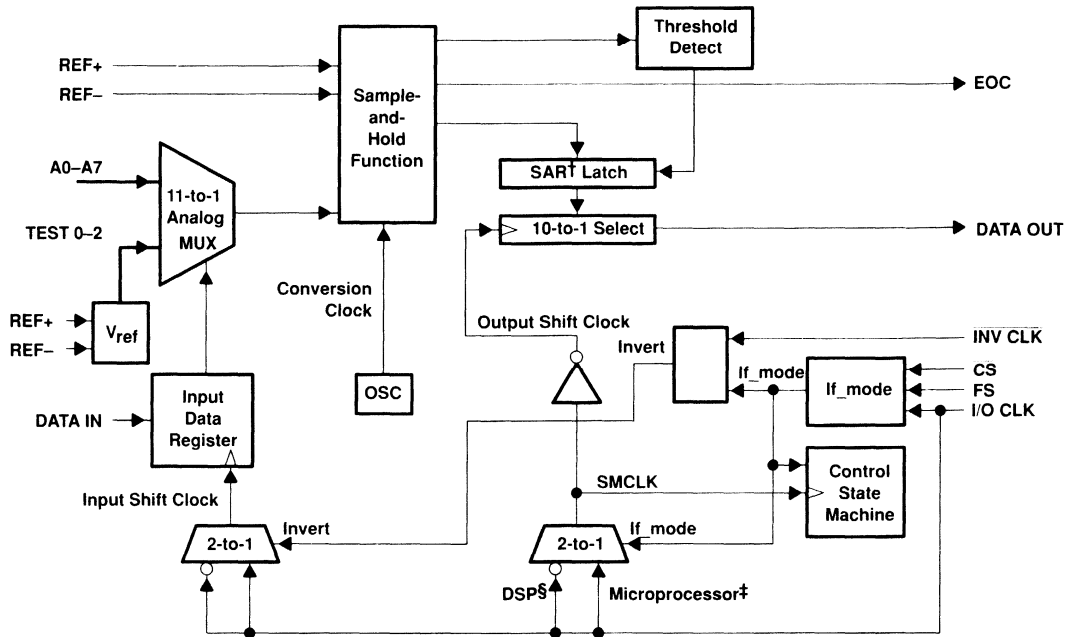 Threshold
Detect
REF+
REF–
EOC
Sample-
and-
Hold
Function
A0–A7
SAR† Latch
11-to-1
Analog
MUX
TEST 0–2
10-to-1 Select
DATA OUT
Conversion
Clock
REF+
REF–
Vref
Output Shift Clock
Invert
INV CLK
If_mode
If_mode
CS
FS
I/O CLK
OSC
DATA IN
Input
Data
Register
Control
State
Machine
SMCLK
Input Shift Clock
Invert
2-to-1
2-to-1
If_mode
DSP§
Microprocessor‡